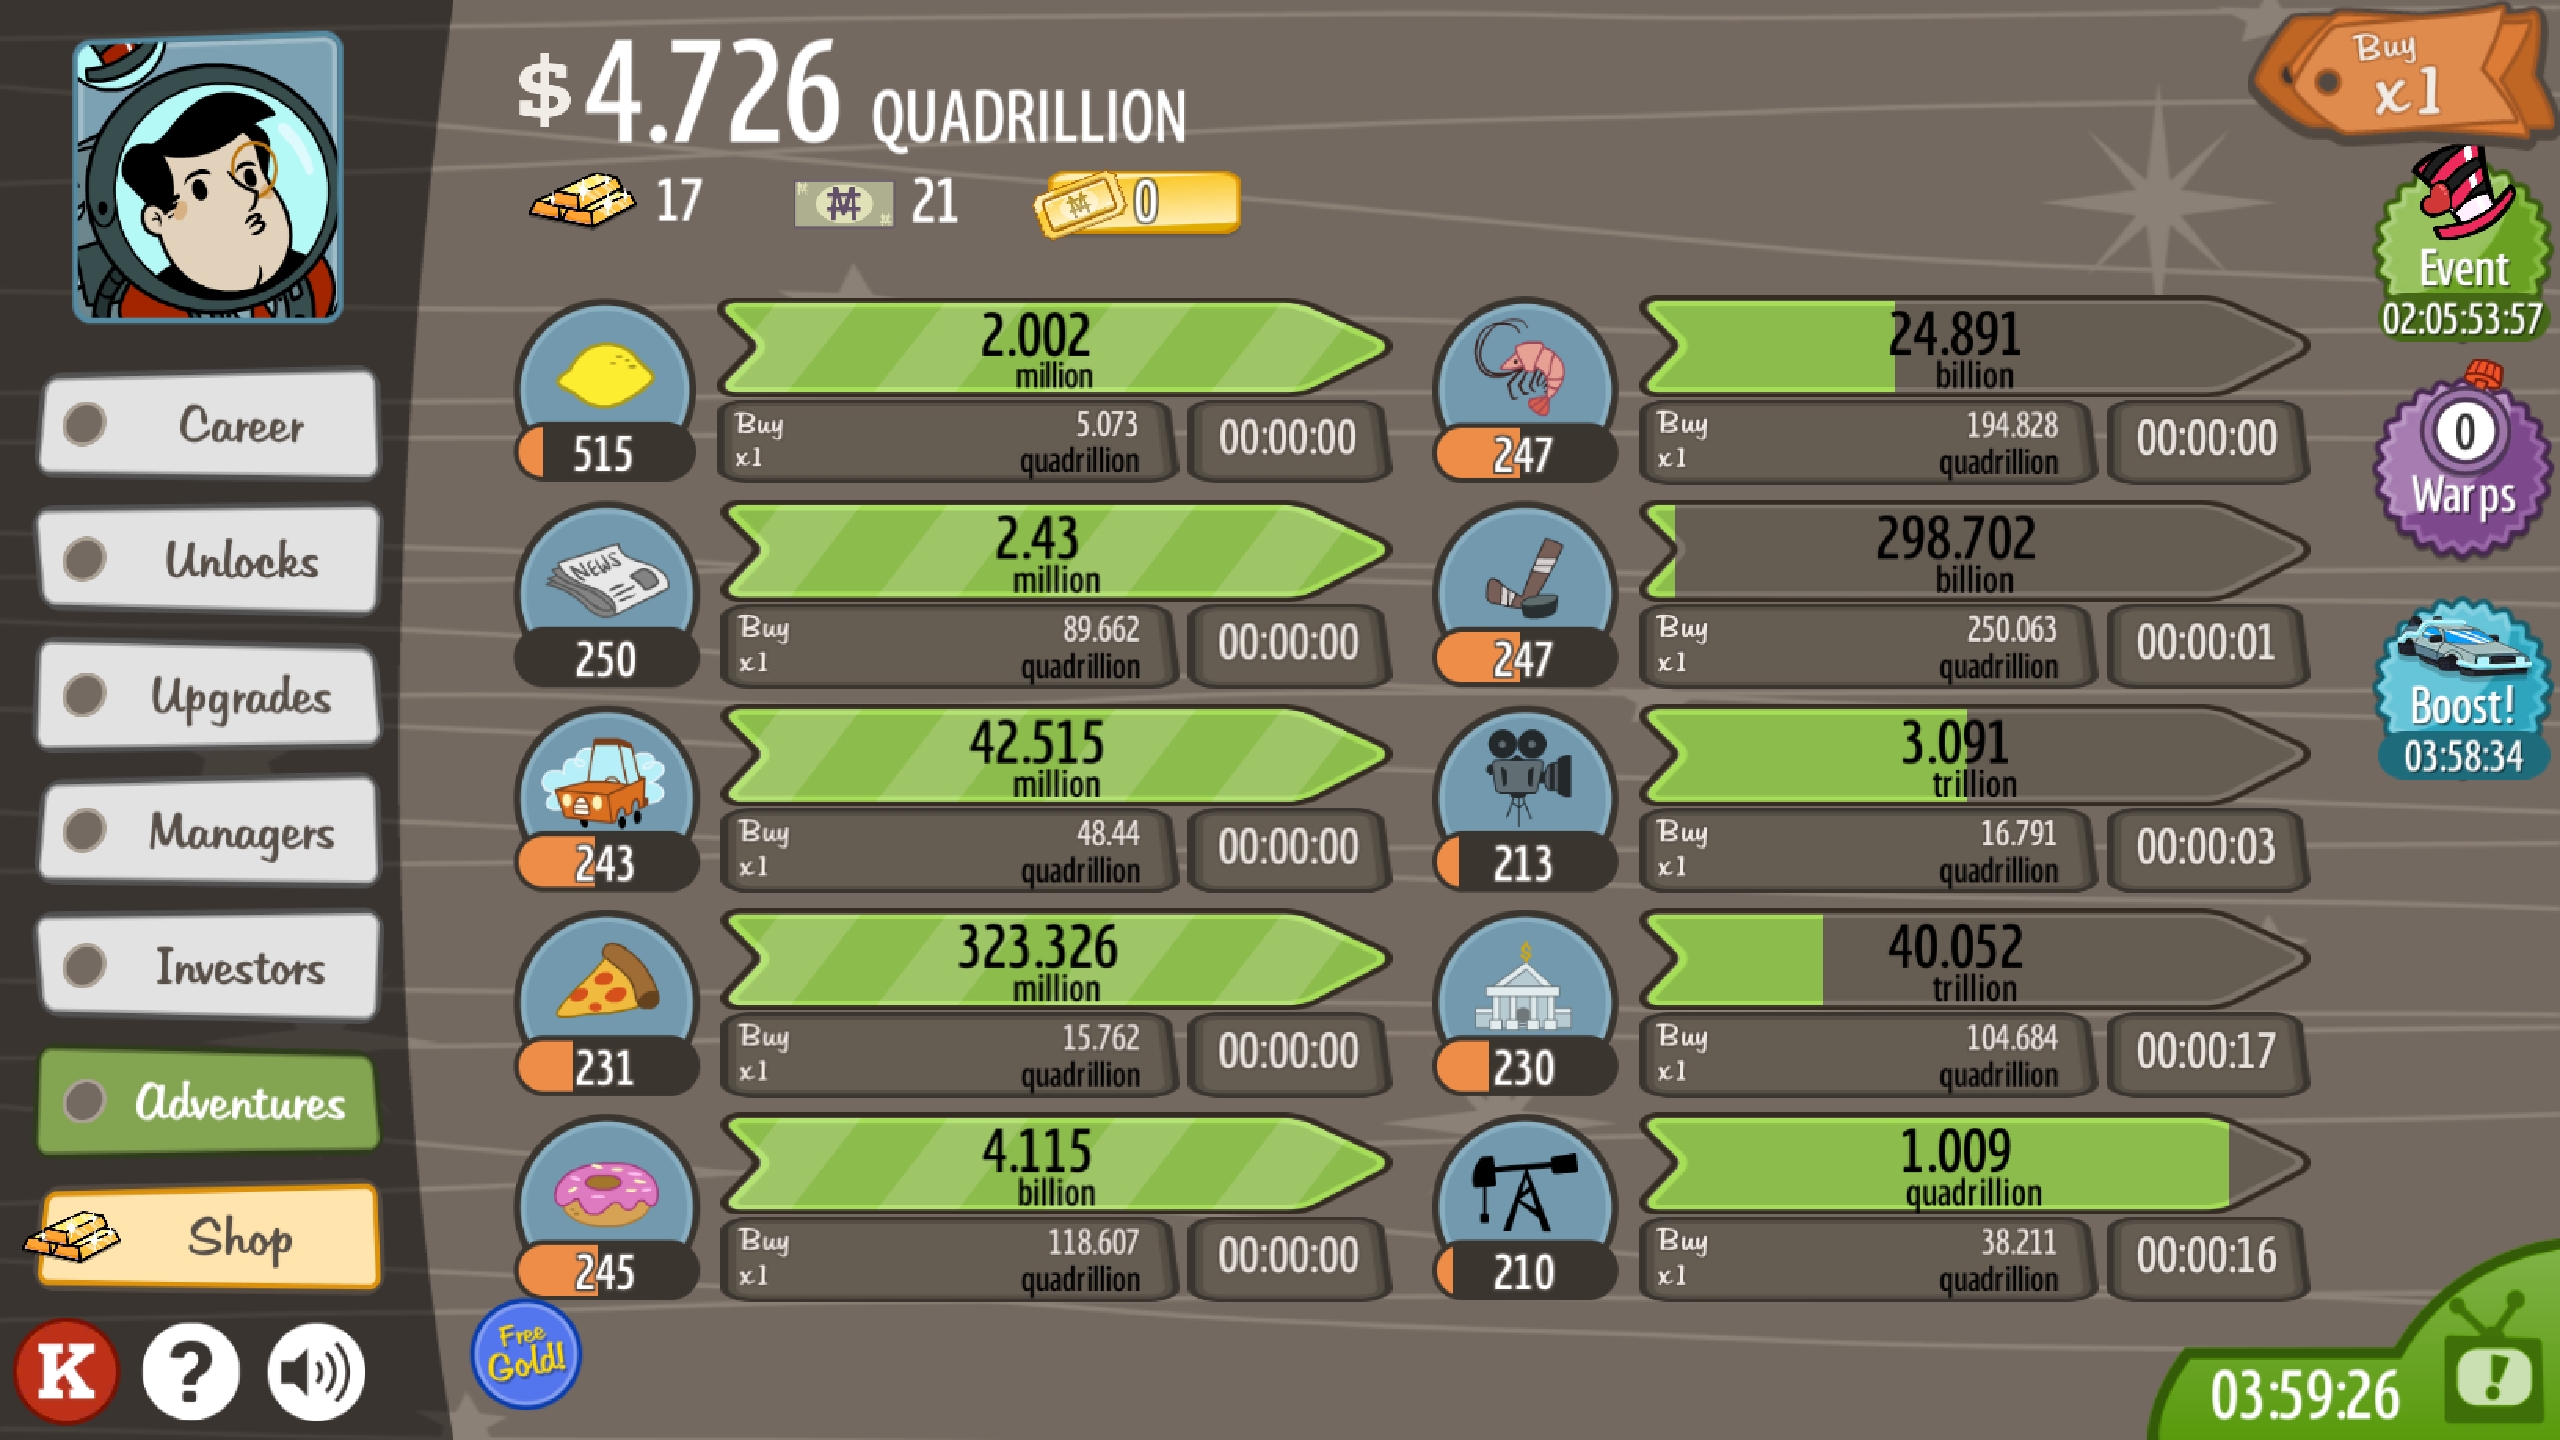 $4.726 QUADRILLION
17
21
0
Buy
x1
Event
02:05:53:57
0
Warps
Boost!
03:58:34
Career
Unlocks
Upgrades
Managers
Investors
Adventures
Shop
K
?
Free
Gold!
2.002
million
515
Buy
x1
5.073
quadrillion
00:00:00
NEWS
2.43
million
250
Buy
x1
89.662
quadrillion
00:00:00
42.515
million
243
Buy
x1
48.44
quadrillion
00:00:00
323.326
million
231
Buy
x1
15.762
quadrillion
00:00:00
4.115
billion
245
Buy
x1
118.607
quadrillion
00:00:00
24.891
billion
247
Buy
x1
194.828
quadrillion
00:00:00
298.702
billion
247
Buy
x1
250.063
quadrillion
00:00:01
3.091
trillion
213
Buy
x1
16.791
quadrillion
00:00:03
$
40.052
trillion
230
Buy
x1
104.684
quadrillion
00:00:17
1.009
quadrillion
210
Buy
x1
38.211
quadrillion
00:00:16
03:59:26
!